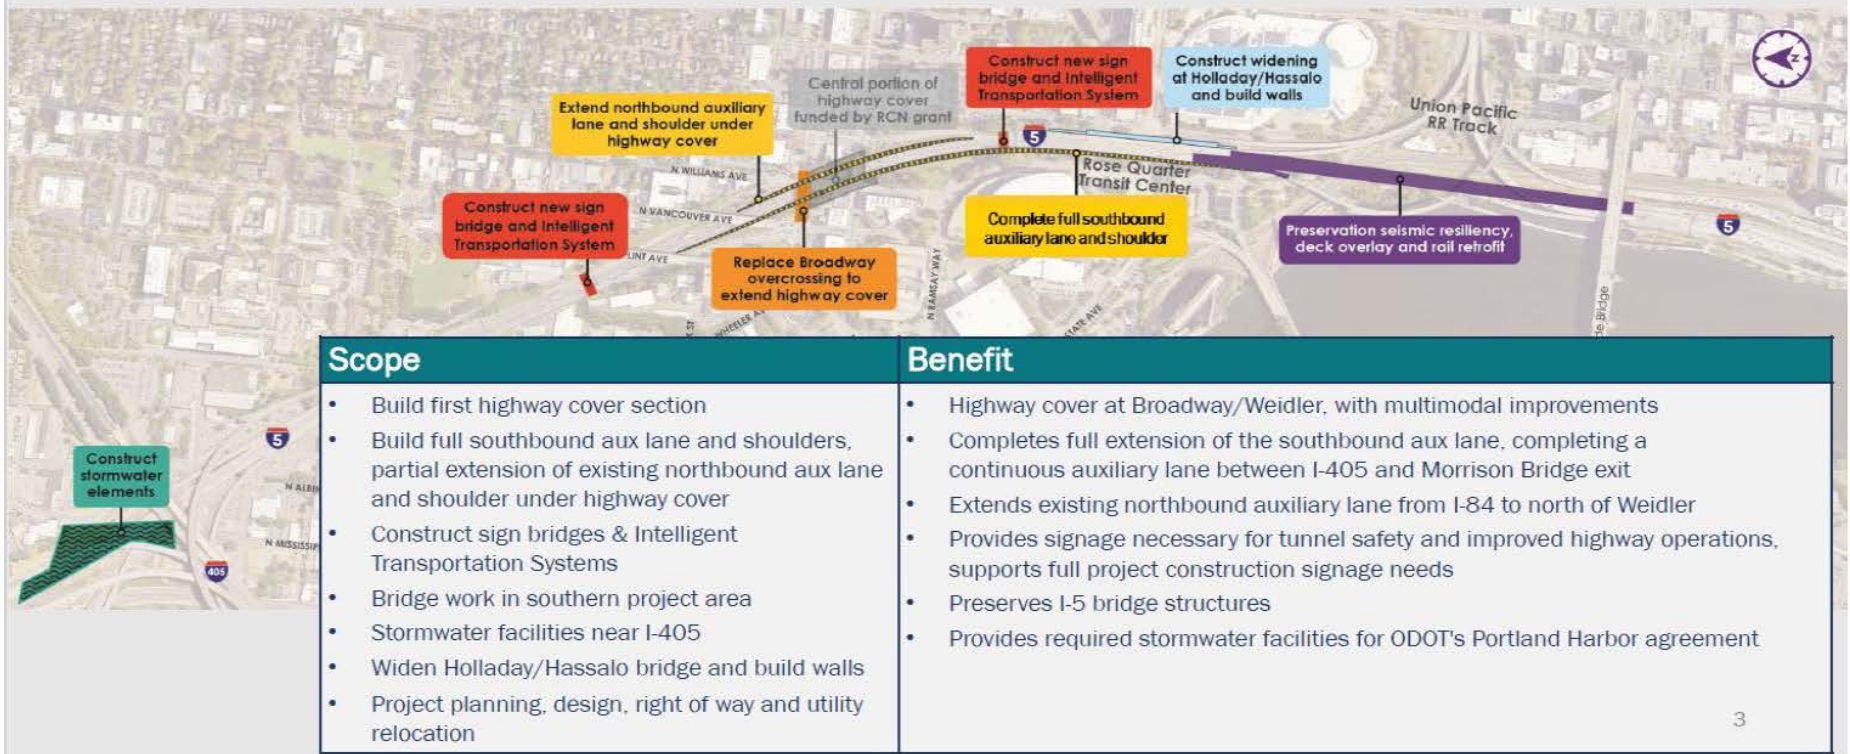 Construct new sign
bridge and Intelligent
Transportation System
Construct widening
at Holladay/Hassalo
and build walls
Central portion of
highway cover
funded by RCN grant
Extend northbound auxiliary
lane and shoulder under
highway cover
Union Pacific
RR Track
Z
5
N WILLIAMS AVE
Rose Quarter
Transit Center
Construct new sign
bridge and Intelligent
Transportation System
N VANCOUVER AVE
Complete full southbound
auxiliary lane and shoulder
Preservation seismic resiliency,
deck overlay and rail retrofit
5
Replace Broadway
overcrossing to
extend highway cover
N RAMSAY WAY
Scope
Build first highway cover section
Build full southbound aux lane and shoulders,
partial extension of existing northbound aux lane
and shoulder under highway cover
Construct sign bridges & Intelligent
Transportation Systems
Bridge work in southern project area
Stormwater facilities near I-405
Widen Holladay/Hassalo bridge and build walls
Project planning, design, right of way and utility
relocation
Benefit
Highway cover at Broadway/Weidler, with multimodal improvements
Completes full extension of the southbound aux lane, completing a
continuous auxiliary lane between I-405 and Morrison Bridge exit
Extends existing northbound auxiliary lane from I-84 to north of Weidler
Provides signage necessary for tunnel safety and improved highway operations,
supports full project construction signage needs
Preserves I-5 bridge structures
Provides required stormwater facilities for ODOT's Portland Harbor agreement
5
Construct
stormwater
elements
405
3